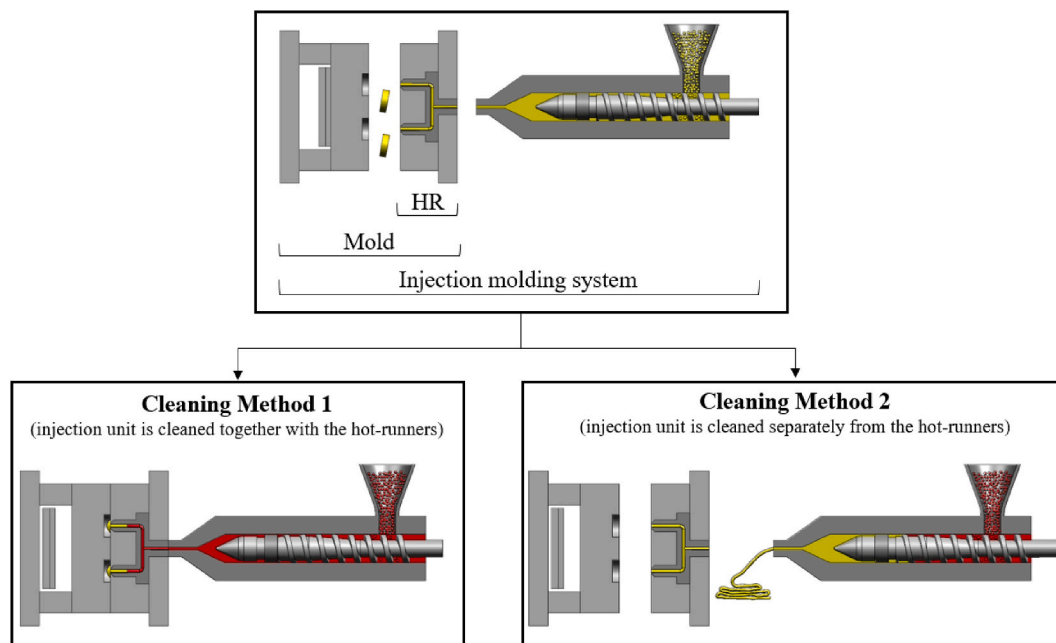 HR
Mold
Injection molding system
Cleaning Method 1
(injection unit is cleaned together with the hot-runners)
Cleaning Method 2
(injection unit is cleaned separately from the hot-runners)